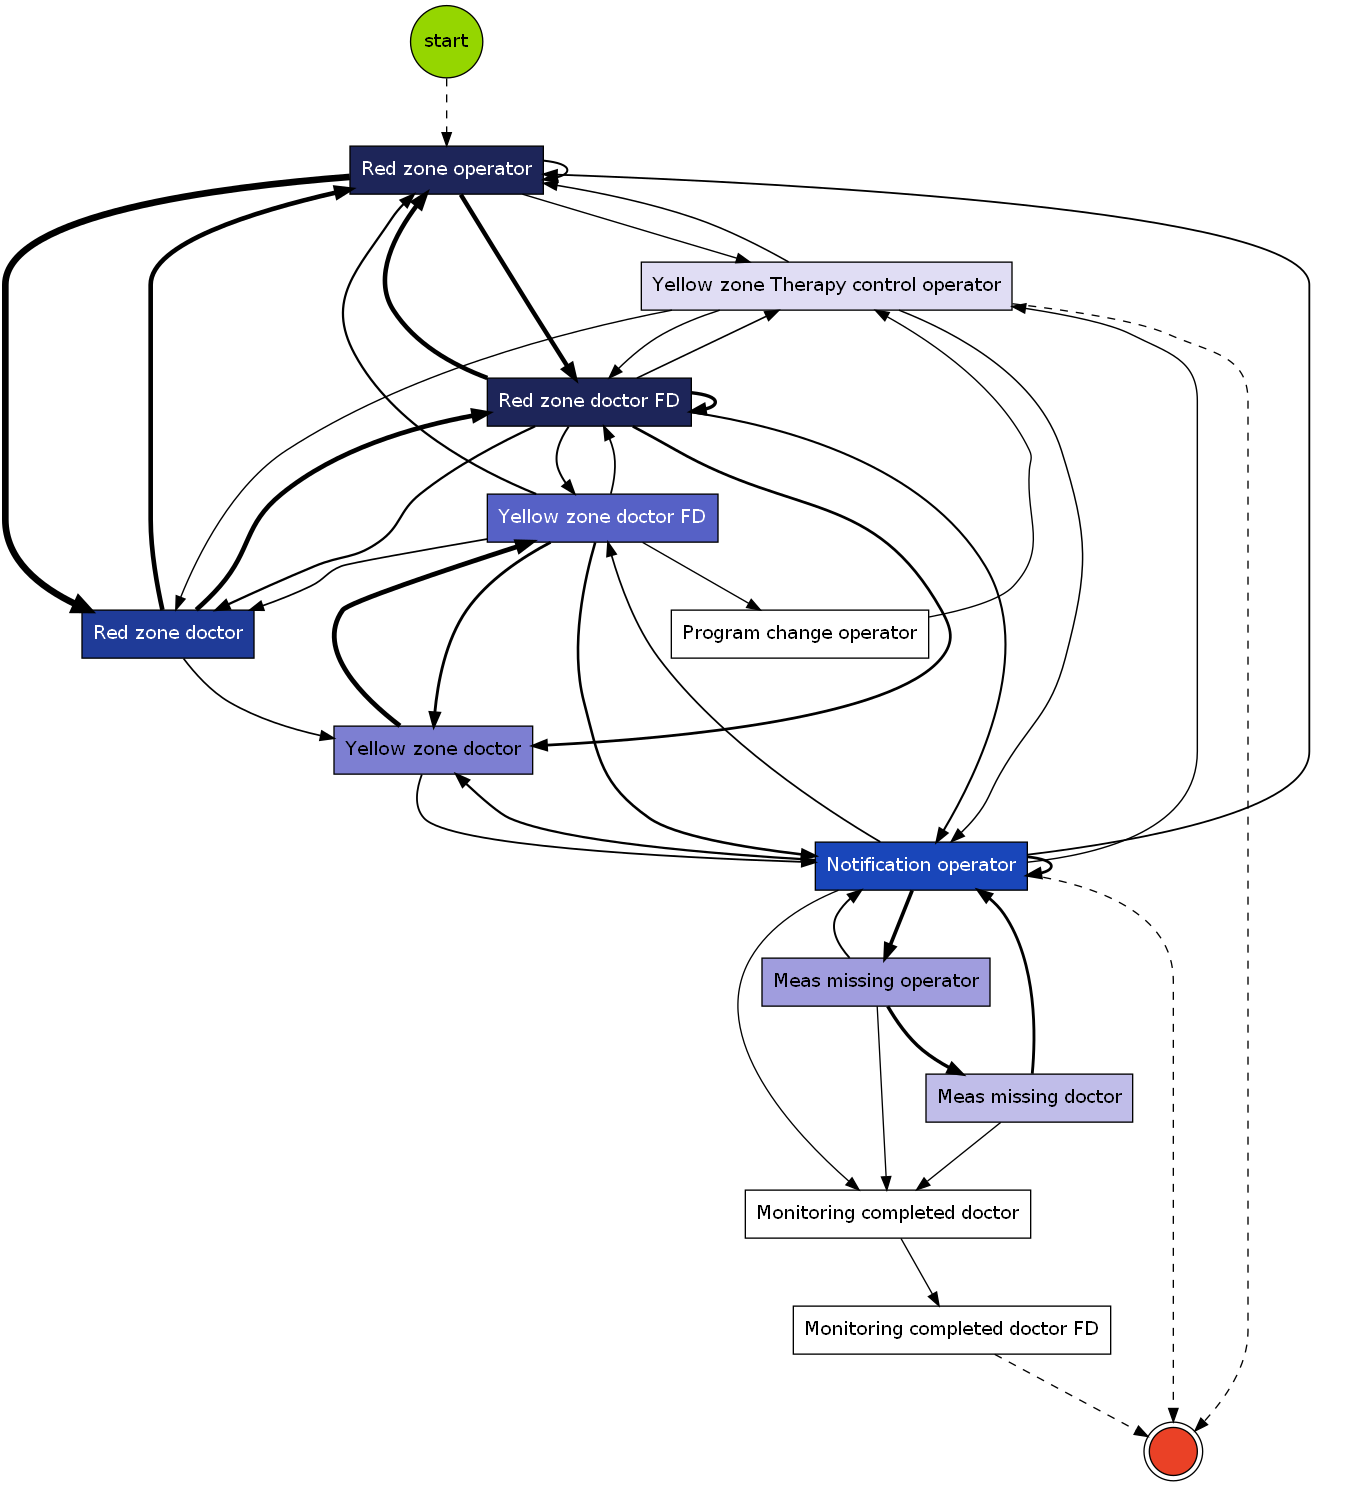 start
Red zone operator
Yellow zone Therapy control operator
Red zone doctor FD
Yellow zone doctor FD
Red zone doctor
Program change operator
Yellow zone doctor
Notification operator
Meas missing operator
Meas missing doctor
Monitoring completed doctor
Monitoring completed doctor FD